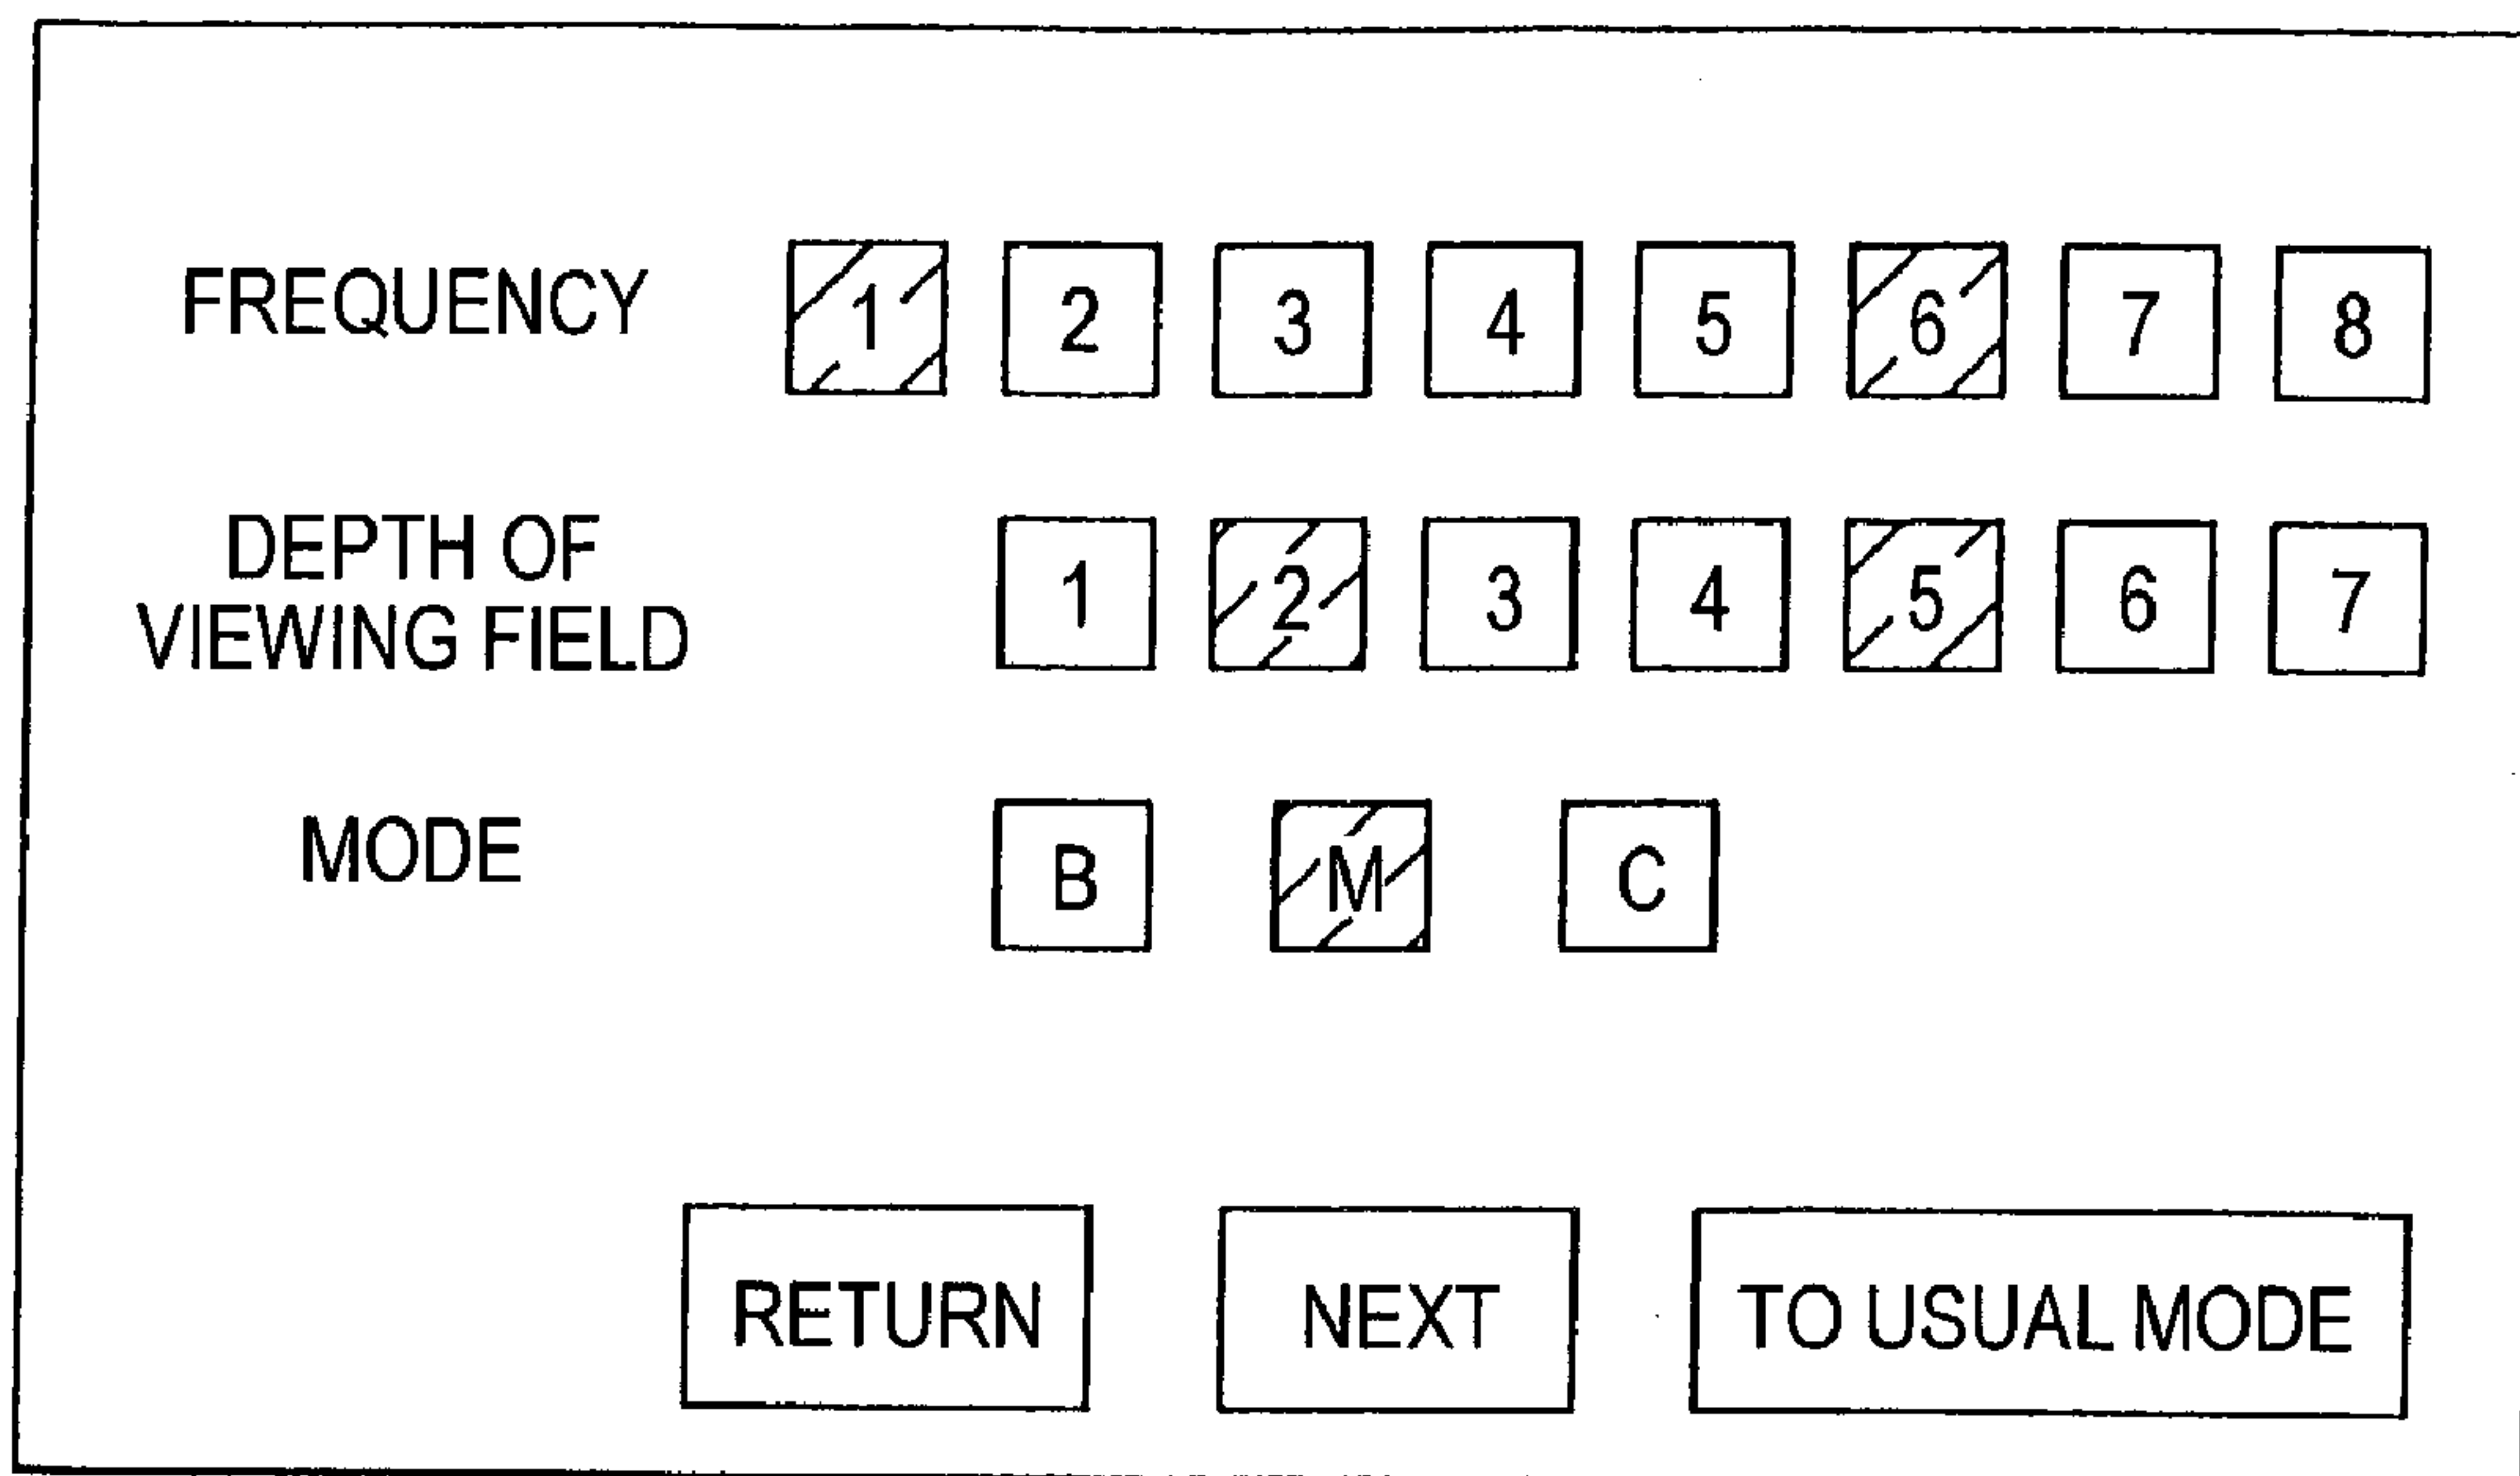 FREQUENCY 1 2 3 4 5 6 7 8
DEPTH OF
VIEWING FIELD 1 2 3 4 5 6 7
MODE B M C
RETURN NEXT TO USUAL MODE